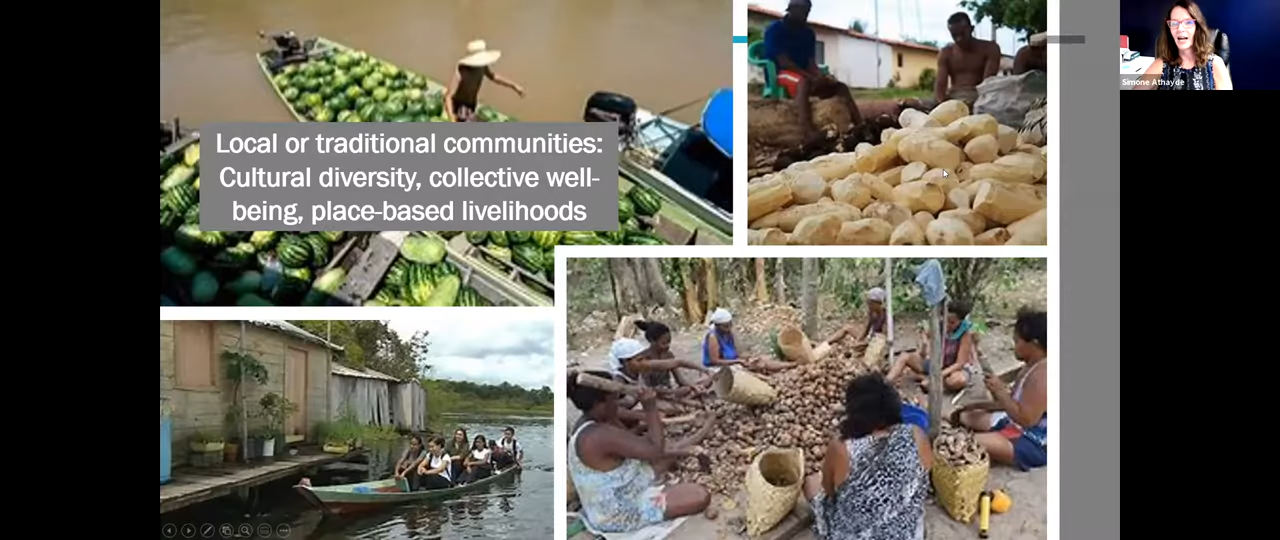 Local or traditional communities:
Cultural diversity, collective well-
being, place-based livelihoods
Simone Athayde